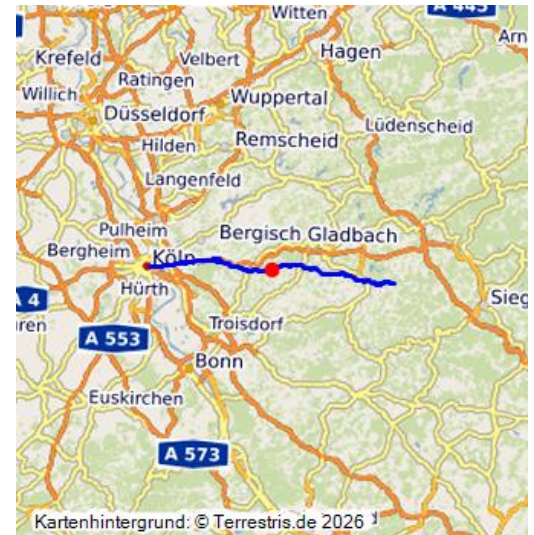 Witten
A 445
Krefeld
Velbert
Hagen
Arn
Ratingen
Willich
Wuppertal
Düsseldorf
Lüdenscheid
Hilden
Remscheid
Langenfeld
Pulheim
Bergisch Gladbach
Bergheim
Köln
Hürth
Sieg
A 4
Troisdorf
üren
A 553
Bonn
Euskirchen
A 573
Kartenhintergrund: © Terrestris.de 2026